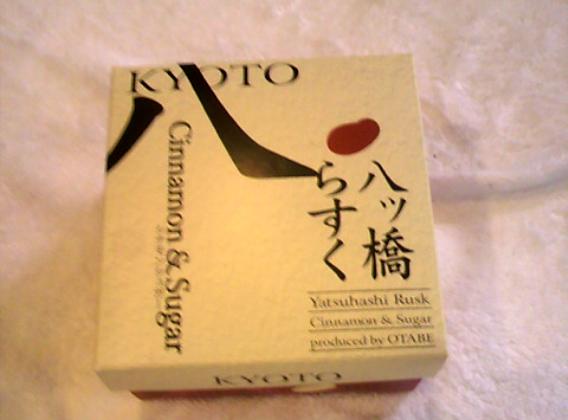 KYOTO
八
Cinnamon & Sugar
八ッ橋
らすく
Yatsuhashi Rusk
Cinnamon & Sugar
produced by OTABE
KYOTO